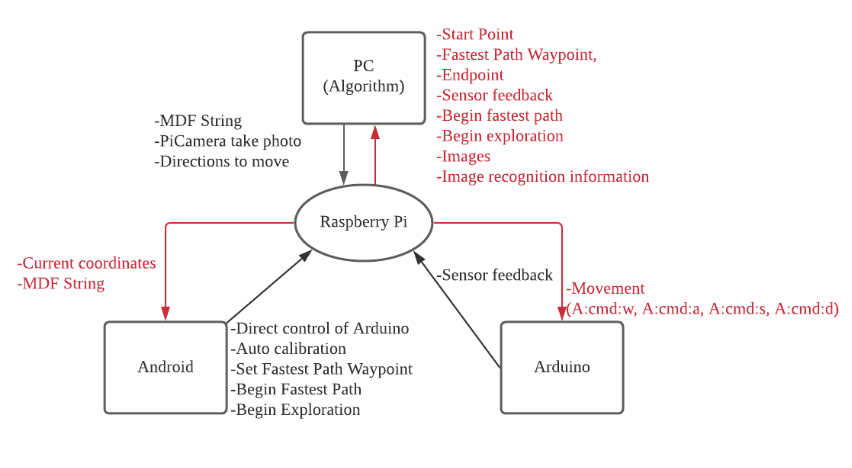 PC
(Algorithm)
-Start Point
-Fastest Path Waypoint,
-Endpoint
-Sensor feedback
-Begin fastest path
-Begin exploration
-Images
-Image recognition information
-MDF String
-PiCamera take photo
-Directions to move
Raspberry Pi
-Current coordinates
-MDF String
-Sensor feedback
-Movement
(A:cmd:w, A:cmd:a, A:cmd:s, A:cmd:d)
Android
-Direct control of Arduino
-Auto calibration
-Set Fastest Path Waypoint
-Begin Fastest Path
-Begin Exploration
Arduino